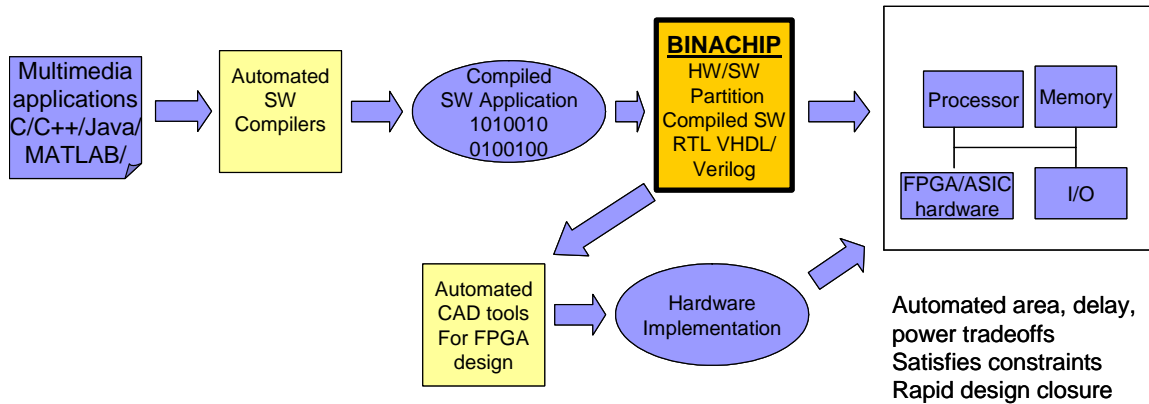 Multimedia
applications
C/C++/Java/
MATLAB/
Automated
SW
Compilers
Compiled
SW Application
1010010
0100100
BINACHIP
HW/SW
Partition
Compiled SW
RTL VHDL/
Verilog
Processor
Memory
FPGA/ASIC
hardware
I/O
Automated
CAD tools
For FPGA
design
Hardware
Implementation
Automated area, delay,
power tradeoffs
Satisfies constraints
Rapid design closure